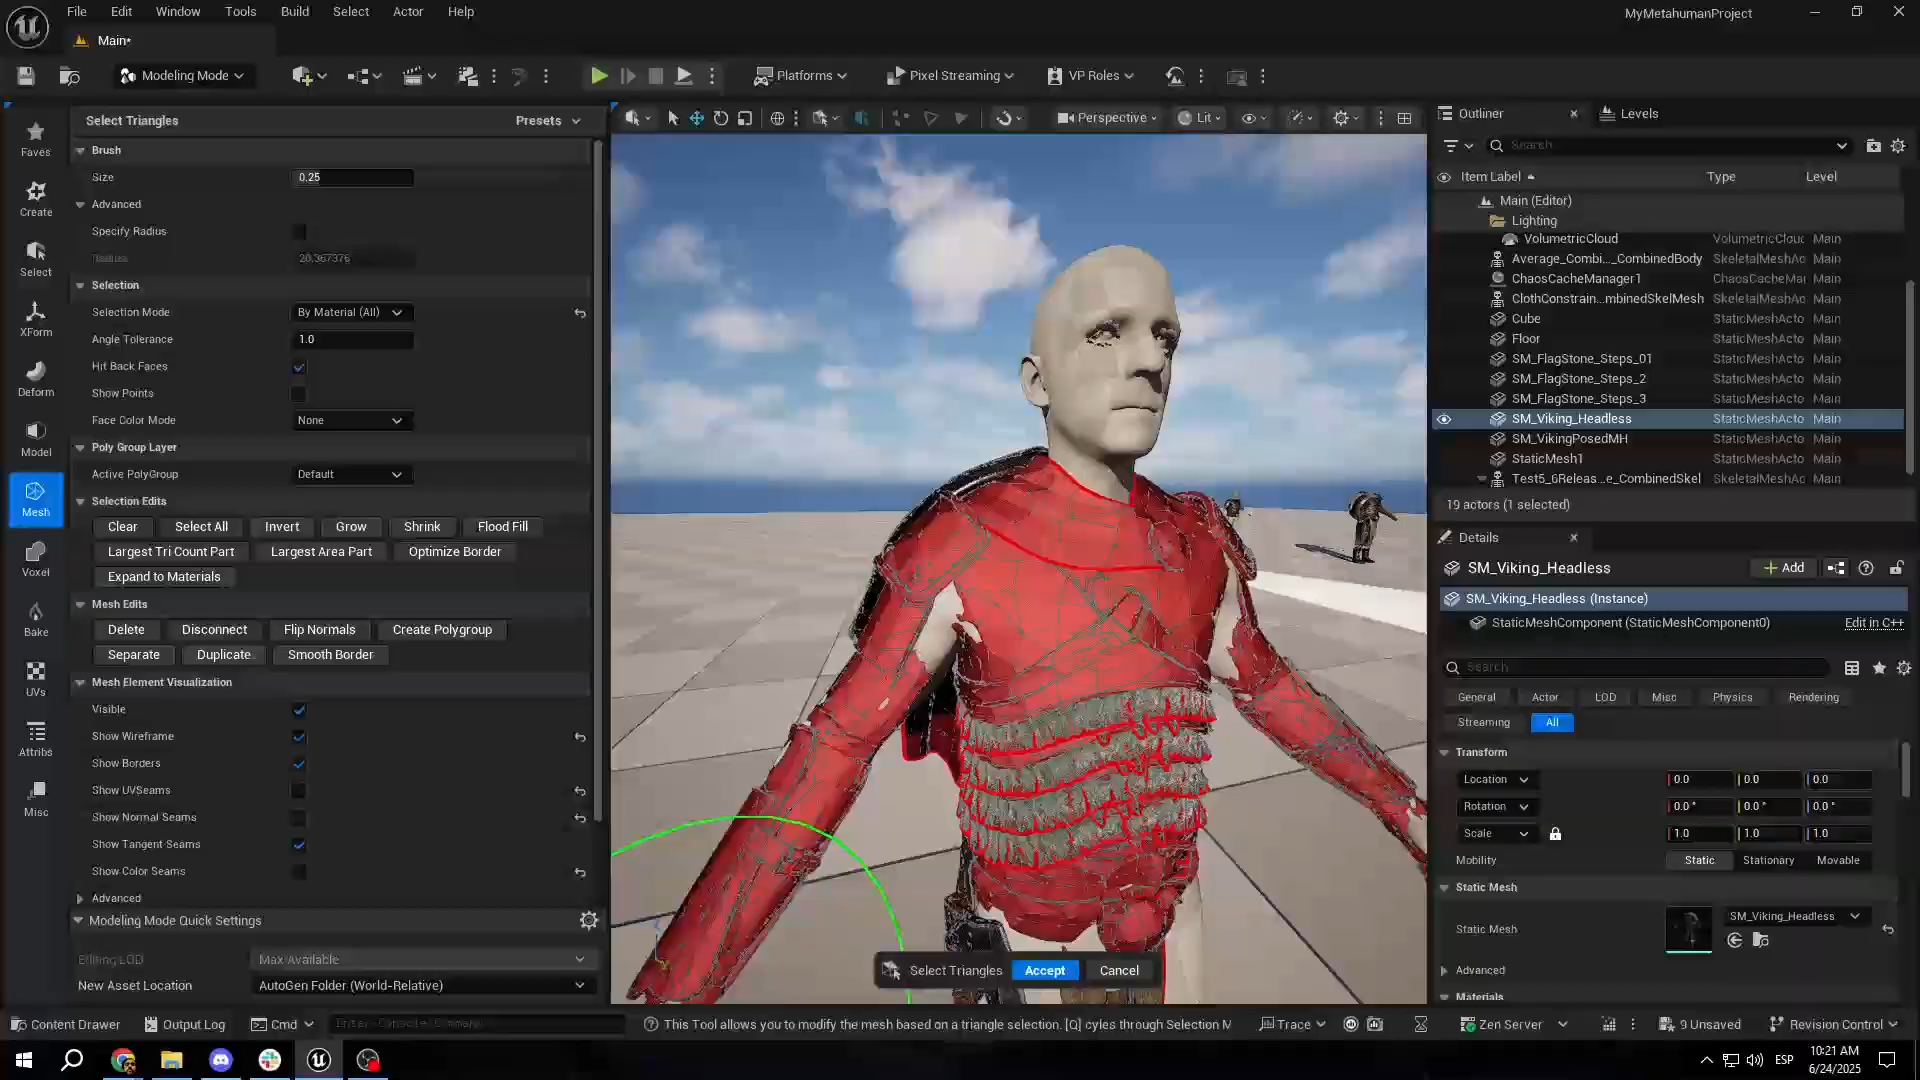 File Edit Window Tools Build Select Actor Help
MyMetahumanProject
Main*
Modeling Mode
Platforms
Pixel Streaming
VP Roles
Faves
Create
Select
XForm
Deform
Model
Mesh
Voxel
Bake
UVs
Attribs
Misc
Select Triangles
Presets
Brush
Size 0.25
Advanced
Specify Radius
Radius 20.367376
Selection
Selection Mode By Material (All)
Angle Tolerance 1.0
Hit Back Faces
Show Points
Face Color Mode None
Poly Group Layer
Active PolyGroup Default
Selection Edits
Clear Select All Invert Grow Shrink Flood Fill
Largest Tri Count Part Largest Area Part Optimize Border
Expand to Materials
Mesh Edits
Delete Disconnect Flip Normals Create Polygroup
Separate Duplicate Smooth Border
Mesh Element Visualization
Visible
Show Wireframe
Show Borders
Show UVSeams
Show Normal Seams
Show Tangent Seams
Show Color Seams
Advanced
Modeling Mode Quick Settings
Editing LOD Max Available
New Asset Location AutoGen Folder (World-Relative)
Perspective
Lit
Select Triangles Accept Cancel
Outliner
Levels
Search
Item Label Type Level
Main (Editor)
Lighting
VolumetricCloud VolumetricClou Main
Average_Combi..._CombinedBody SkeletalMeshAc Main
ChaosCacheManager1 ChaosCacheMai Main
ClothConstrain...mbinedSkelMesh SkeletalMeshAc Main
Cube StaticMeshActo Main
Floor StaticMeshActo Main
SM_FlagStone_Steps_01 StaticMeshActo Main
SM_FlagStone_Steps_2 StaticMeshActo Main
SM_FlagStone_Steps_3 StaticMeshActo Main
SM_Viking_Headless StaticMeshActo Main
SM_VikingPosedMH StaticMeshActo Main
StaticMesh1 StaticMeshActo Main
Test5_6Releas...e_CombinedSkel SkeletalMeshAc Main
19 actors (1 selected)
Details
SM_Viking_Headless
Add
SM_Viking_Headless (Instance)
StaticMeshComponent (StaticMeshComponent0) Edit in C++
Search
General Actor LOD Misc Physics Rendering
Streaming All
Transform
Location 0.0 0.0 0.0
Rotation 0.0 ° 0.0 ° 0.0 °
Scale 1.0 1.0 1.0
Mobility Static Stationary Movable
Static Mesh
Static Mesh SM_Viking_Headless
Advanced
Materials
Content Drawer Output Log Cmd Enter Console Command This Tool allows you to modify the mesh based on a triangle selection. [Q] cyles through Selection M Trace Zen Server 9 Unsaved Revision Control
ESP
10:21 AM
6/24/2025